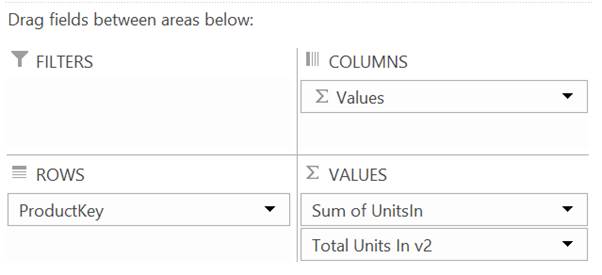 Drag fields between areas below:
FILTERS
COLUMNS
Σ Values
ROWS
Σ VALUES
ProductKey
Sum of UnitsIn
Total Units In v2